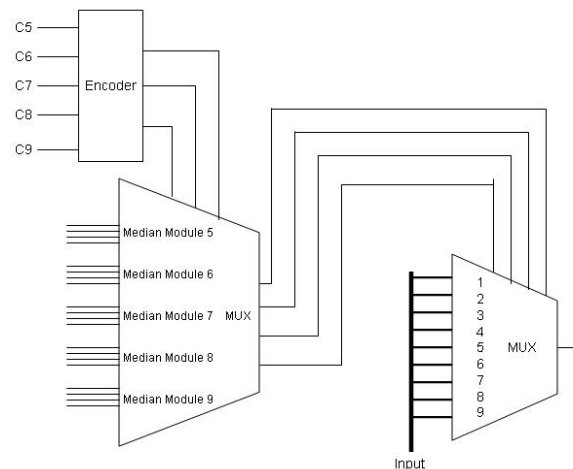 C5
C6
C7
C8
C9
Encoder
Median Module 5
Median Module 6
Median Module 7
MUX
Median Module 8
Median Module 9
1
2
3
4
5
MUX
6
7
8
9
Input